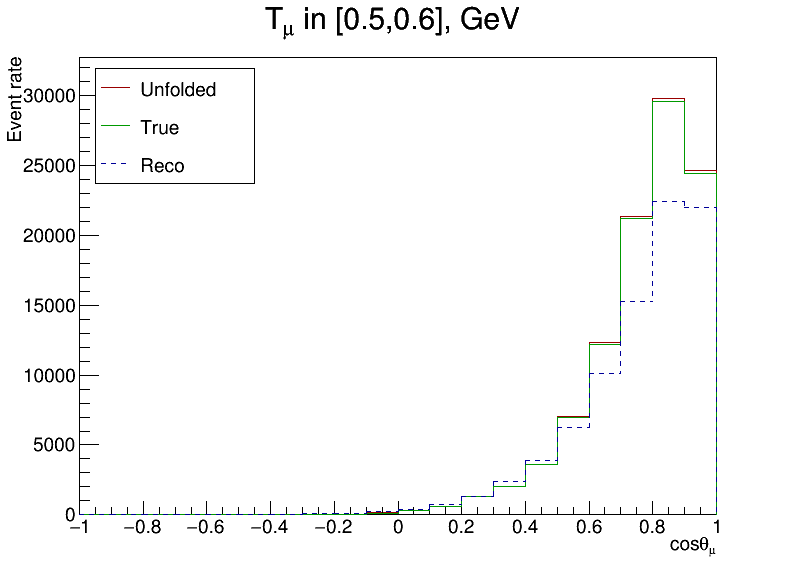 Tμ in [0.5,0.6], GeV
Event rate
Unfolded
True
Reco
30000
25000
20000
15000
10000
5000
0
−1 −0.8 −0.6 −0.4 −0.2 0 0.2 0.4 0.6 0.8 1
cosθμ